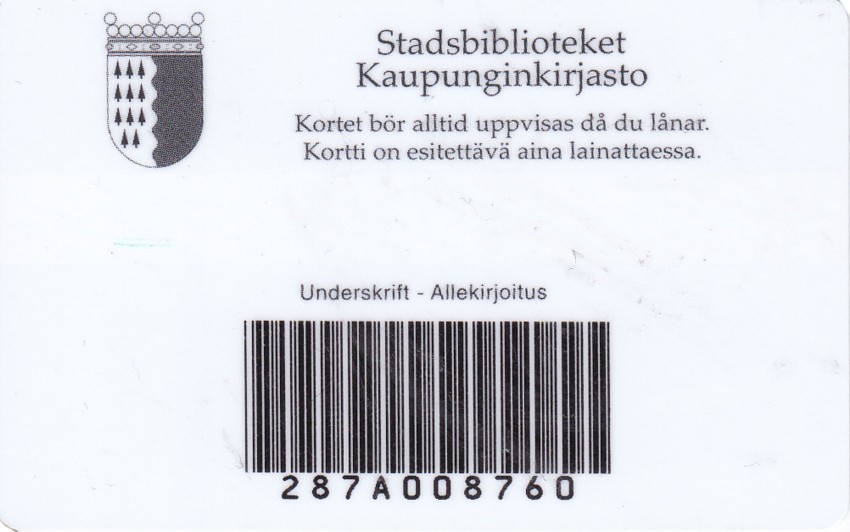 Stadsbiblioteket
Kaupunginkirjasto
Kortet bör alltid uppvisas då du lånar.
Kortti on esitettävä aina lainattaessa.
Underskrift - Allekirjoitus
287A008760